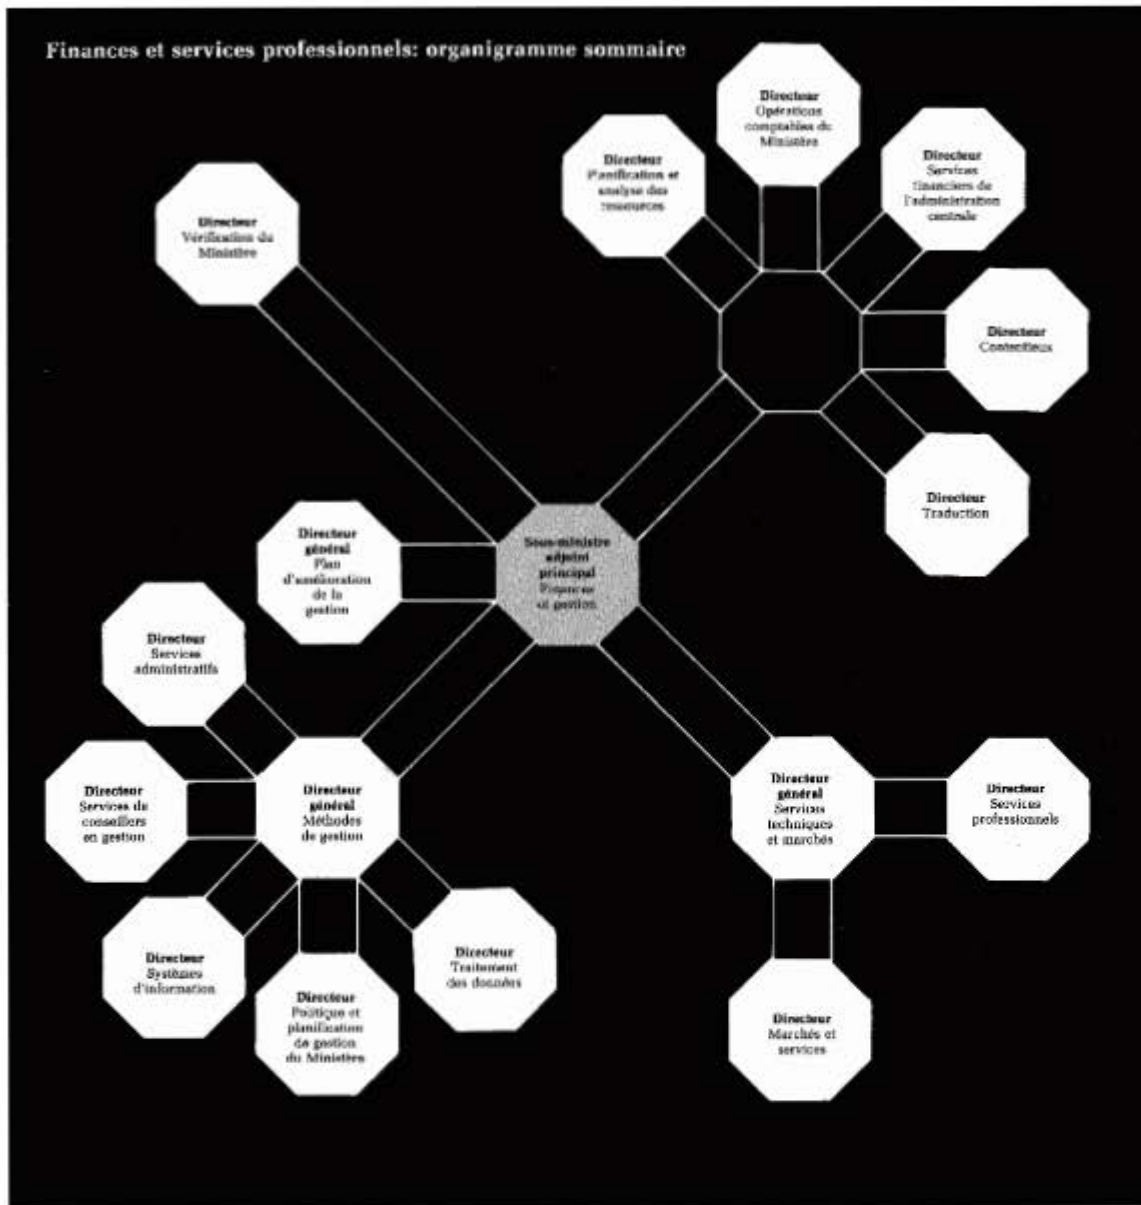 Finances et services professionnels: organigramme sommaire
Directeur
Opérations
comptables du
Ministère
Directeur
Planification et
analyse des
ressources
Directeur
Services
financiers de
l'administration
centrale
Directeur
Vérification du
Ministère
Directeur
Contentieux
Directeur
Traduction
Sous-ministre
adjoint
principal
Finances
et gestion
Directeur
général
Plan
d'amélioration
de la
gestion
Directeur
Services
administratifs
Directeur
Services de
conseillers
en gestion
Directeur
général
Méthodes
de gestion
Directeur
général
Services
techniques
et marchés
Directeur
Services
professionnels
Directeur
Systèmes
d'information
Directeur
Politique et
planification
de gestion
du Ministère
Directeur
Traitement
des données
Directeur
Marchés et
services